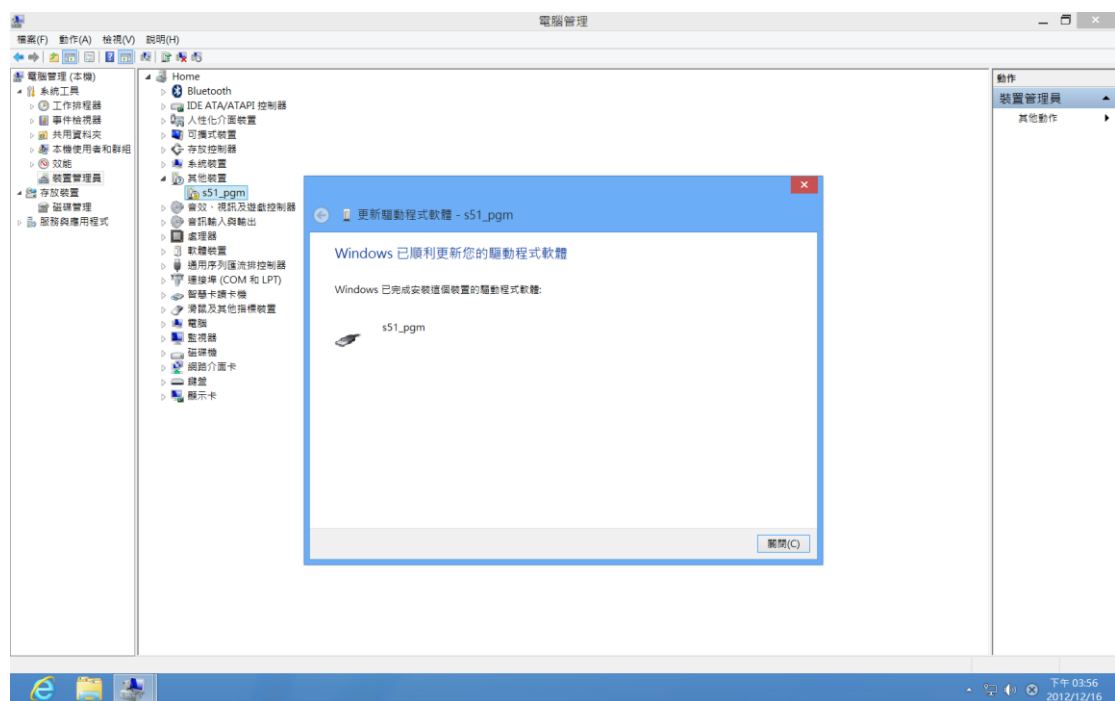 電腦管理
檔案(F) 動作(A) 檢視(V) 說明(H)
電腦管理 (本機)
系統工具
工作排程器
事件檢視器
共用資料夾
本機使用者和群組
效能
裝置管理員
存放裝置
磁碟管理
服務與應用程式
Home
Bluetooth
IDE ATA/ATAPI 控制器
人性化介面裝置
可攜式裝置
存放控制器
系統裝置
其他裝置
s51_pgm
音效、視訊及遊戲控制器
音訊輸入與輸出
處理器
軟體裝置
通用序列匯流排控制器
連接埠 (COM 和 LPT)
智慧卡讀卡機
滑鼠及其他指標裝置
電腦
監視器
磁碟機
網路介面卡
鍵盤
顯示卡
更新驅動程式軟體 - s51_pgm
Windows 已順利更新您的驅動程式軟體
Windows 已完成安裝這個裝置的驅動程式軟體:
s51_pgm
關閉(C)
動作
裝置管理員
其他動作
下午 03:56
2012/12/16